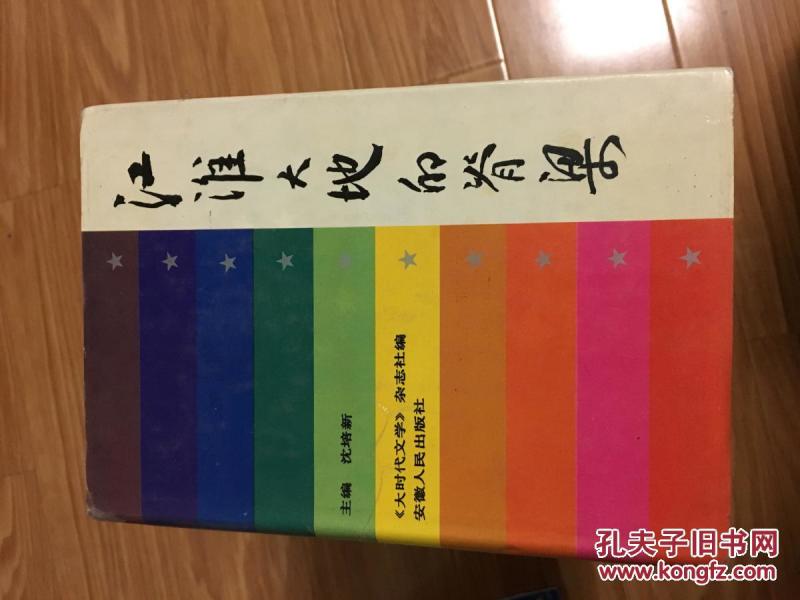 江淮大地的脊梁
主编 沈培新
《大时代文学》杂志社编
安徽人民出版社
孔夫子旧书网
www.kongfz.com